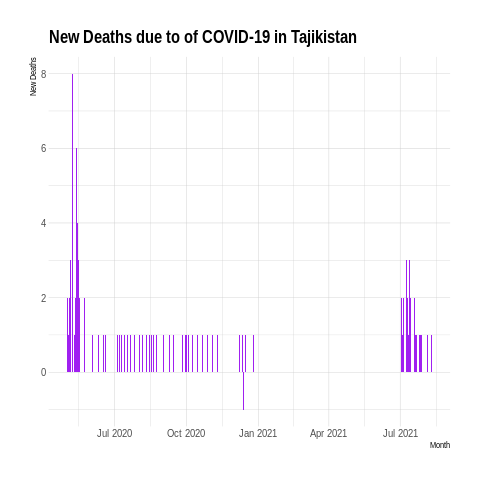 New Deaths due to of COVID-19 in Tajikistan
New Deaths
8
6
4
2
0
Jul 2020 Oct 2020 Jan 2021 Apr 2021 Jul 2021
Month